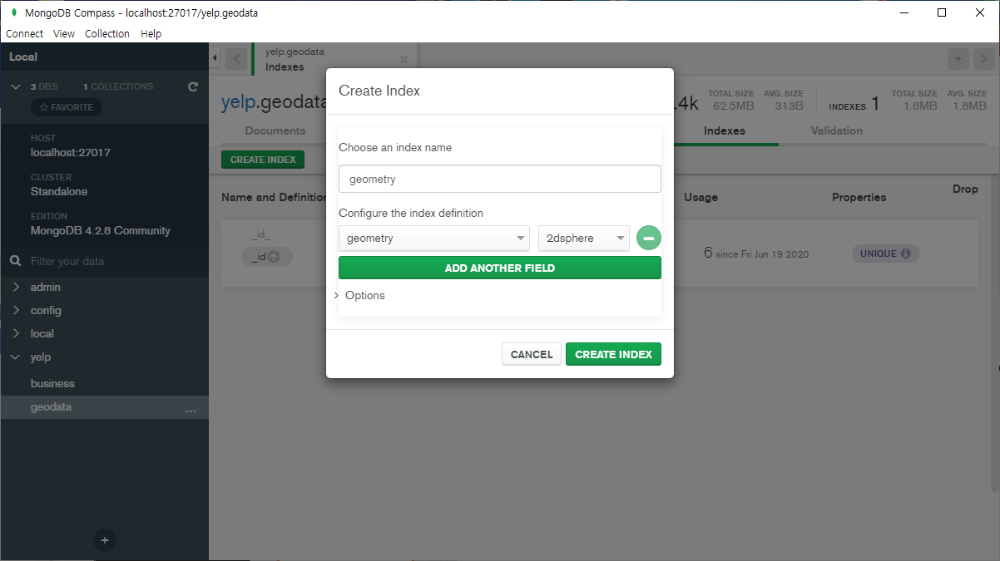 MongoDB Compass - localhost:27017/yelp.geodata
Connect View Collection Help
Local
3 DBS 1 COLLECTIONS
FAVORITE
HOST
localhost:27017
CLUSTER
Standalone
EDITION
MongoDB 4.2.8 Community
Filter your data
admin
config
local
yelp
business
geodata ...
yelp.geodata
Indexes
yelp.geodata
.4k TOTAL SIZE 62.5MB AVG. SIZE 313B INDEXES 1 TOTAL SIZE 1.8MB AVG. SIZE 1.8MB
Documents Indexes Validation
CREATE INDEX
Name and Definition Usage Properties Drop
_id_
_id
6 since Fri Jun 19 2020
UNIQUE
Create Index
Choose an index name
geometry
Configure the index definition
geometry 2dsphere
ADD ANOTHER FIELD
Options
CANCEL CREATE INDEX